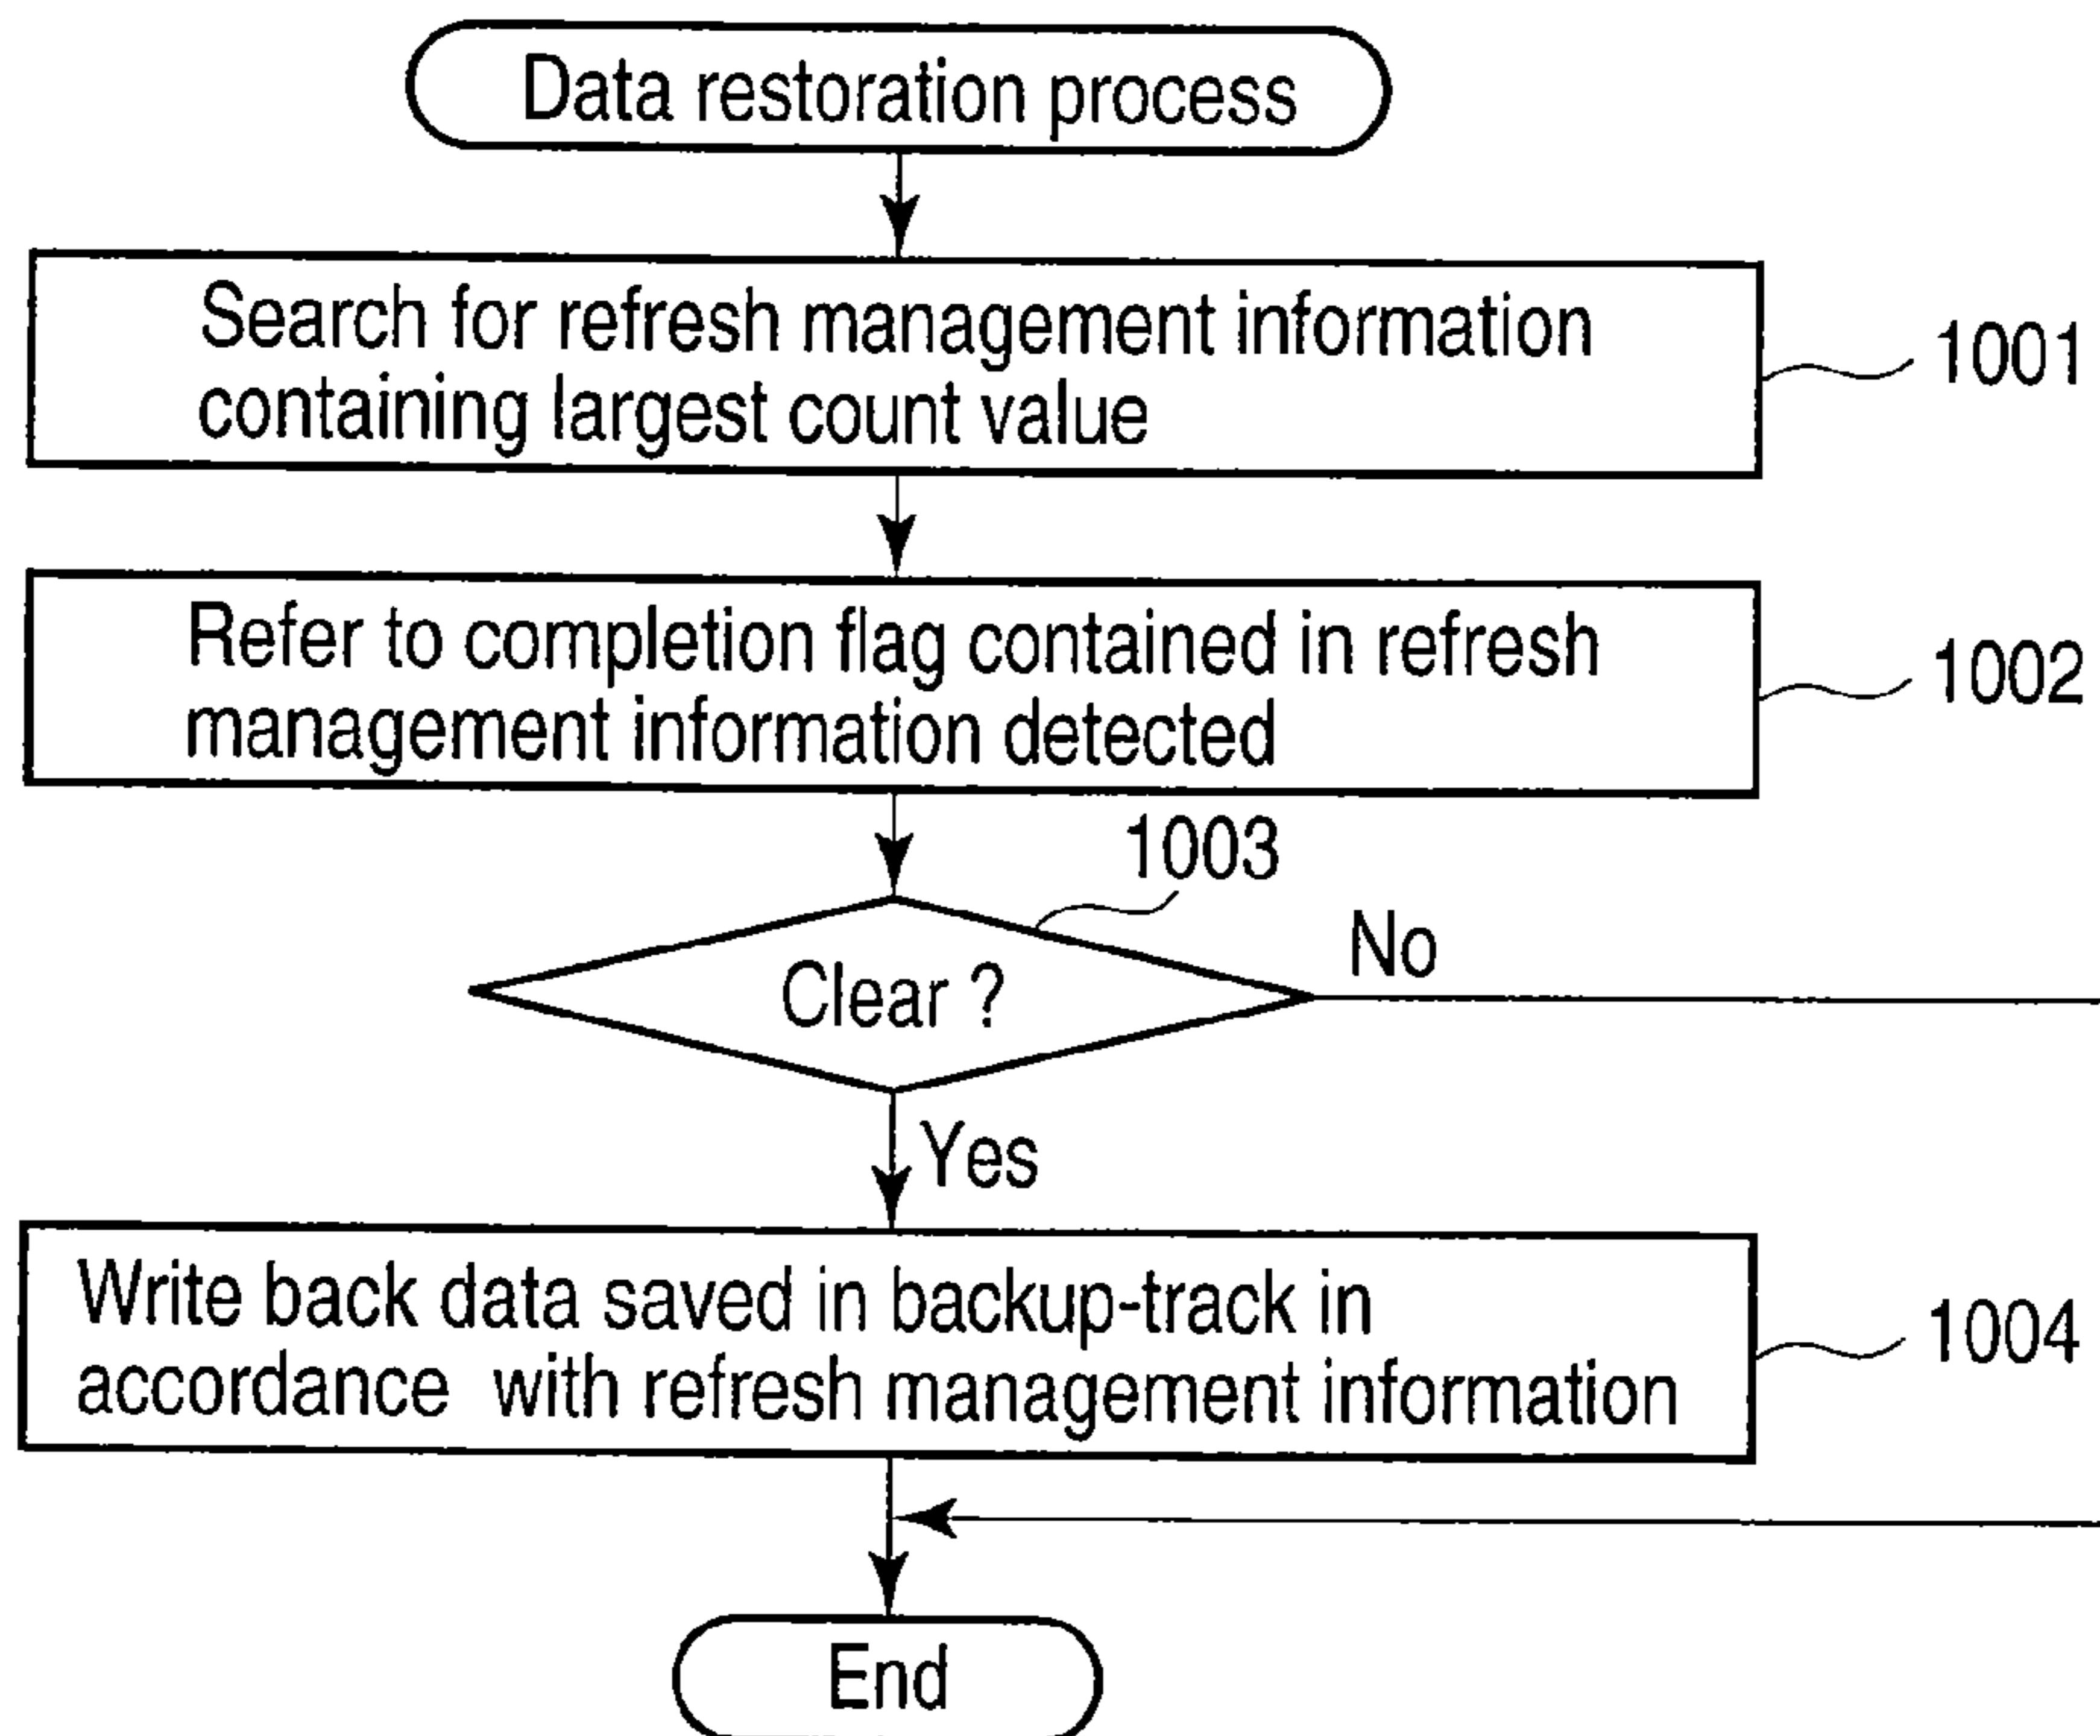 Data restoration process
Search for refresh management information
containing largest count value
1001
Refer to completion flag contained in refresh
management information detected
1002
1003
Clear ?
No
Yes
Write back data saved in backup-track in
accordance with refresh management information
1004
End